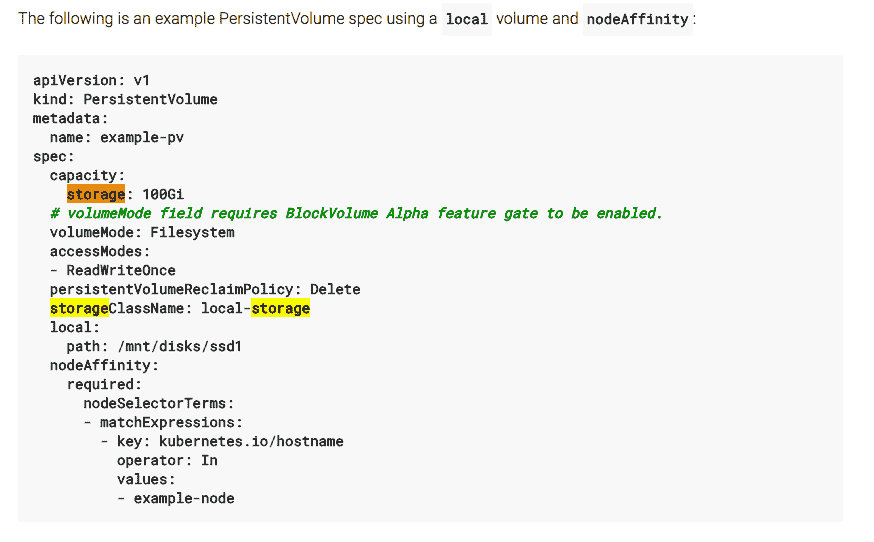 The following is an example PersistentVolume spec using a local volume and nodeAffinity:
apiVersion: v1
kind: PersistentVolume
metadata:
  name: example-pv
spec:
  capacity:
    storage: 100Gi
  # volumeMode field requires BlockVolume Alpha feature gate to be enabled.
  volumeMode: Filesystem
  accessModes:
  - ReadWriteOnce
  persistentVolumeReclaimPolicy: Delete
  storageClassName: local-storage
  local:
    path: /mnt/disks/ssd1
  nodeAffinity:
    required:
      nodeSelectorTerms:
      - matchExpressions:
        - key: kubernetes.io/hostname
          operator: In
          values:
          - example-node